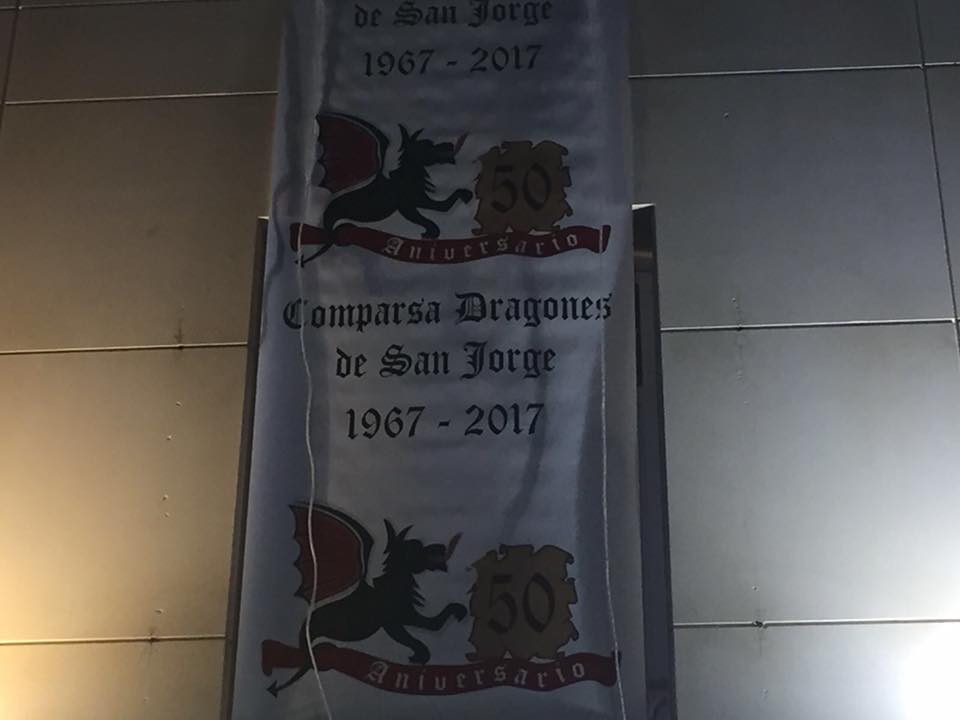 de San Jorge
1967 - 2017
50
Aniversario
Comparsa Dragones
de San Jorge
1967 - 2017
50
Aniversario